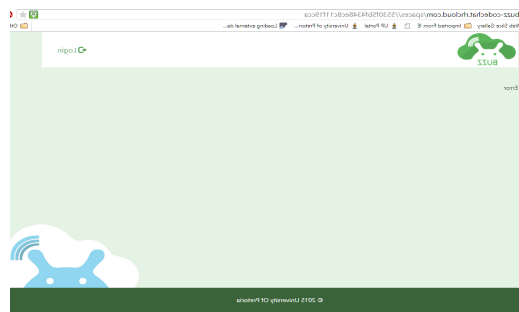 buzz-codechat.rhcloud.com/spaces/
Web Slice Gallery Imported From IE UP Portal University of Pretori... Loading external da...
BUZZ
Login
Error
© 2015 University Of Pretoria